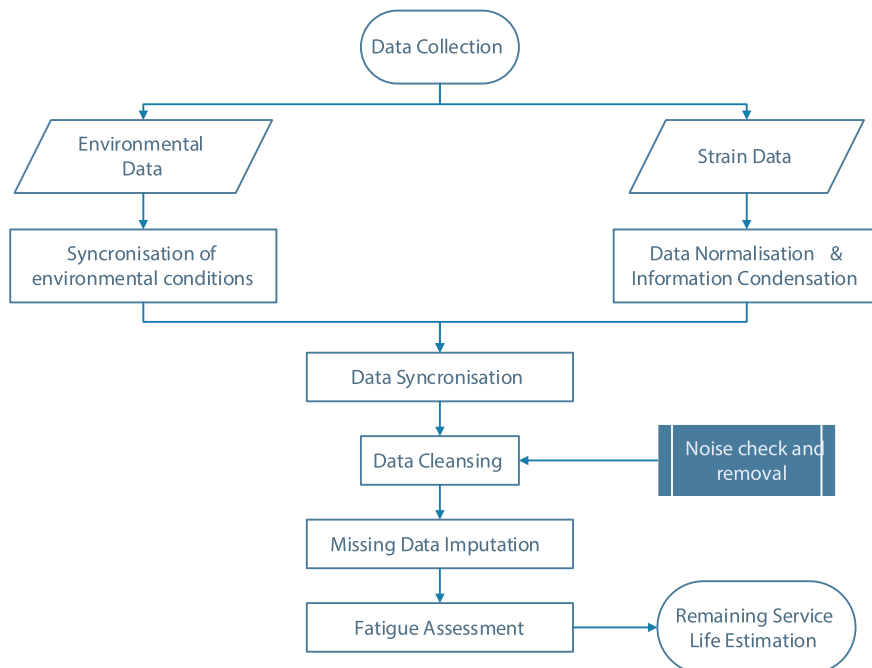 Data Collection
Environmental
Data
Strain Data
Syncronisation of
environmental conditions
Data Normalisation &
Information Condensation
Data Syncronisation
Data Cleansing
Noise check and
removal
Missing Data Imputation
Fatigue Assessment
Remaining Service
Life Estimation